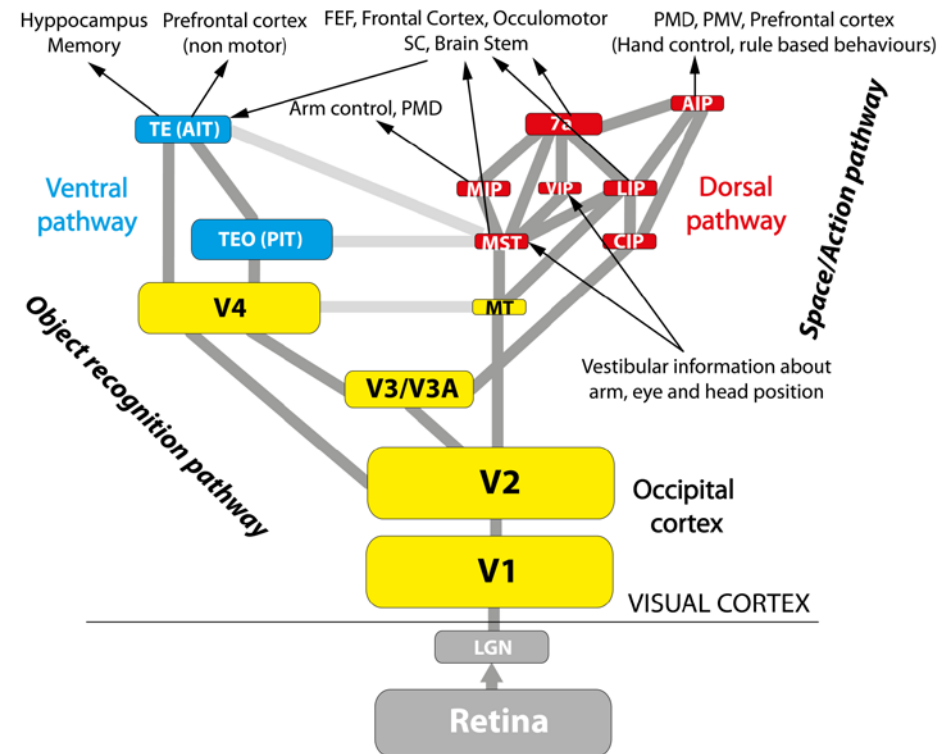 Hyppocampus
Memory
Prefrontal cortex
(non motor)
FEF, Frontal Cortex, Occulomotor
SC, Brain Stem
PMD, PMV, Prefrontal cortex
(Hand control, rule based behaviours)
Arm control, PMD
TE (AIT)
7a
AIP
Ventral
pathway
MIP
VIP
LIP
Dorsal
pathway
Space/Action pathway
TEO (PIT)
MST
CIP
V4
MT
Object recognition pathway
Vestibular information about
arm, eye and head position
V3/V3A
V2
Occipital
cortex
V1
VISUAL CORTEX
LGN
Retina